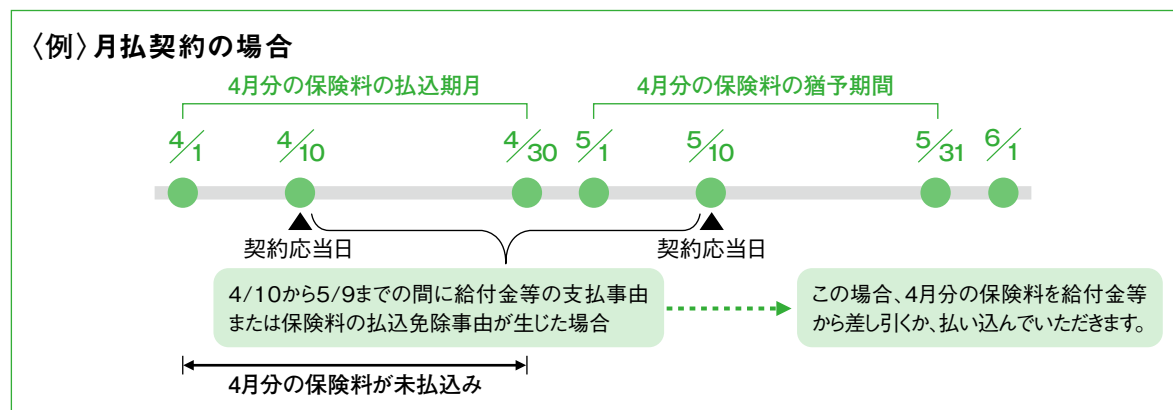 〈例〉月払契約の場合
4月分の保険料の払込期月
4月分の保険料の猶予期間
4/1
4/10
4/30
5/1
5/10
5/31
6/1
契約応当日
契約応当日
4/10から5/9までの間に給付金等の支払事由
または保険料の払込免除事由が生じた場合
この場合、4月分の保険料を給付金等
から差し引くか、払い込んでいただきます。
4月分の保険料が未払込み